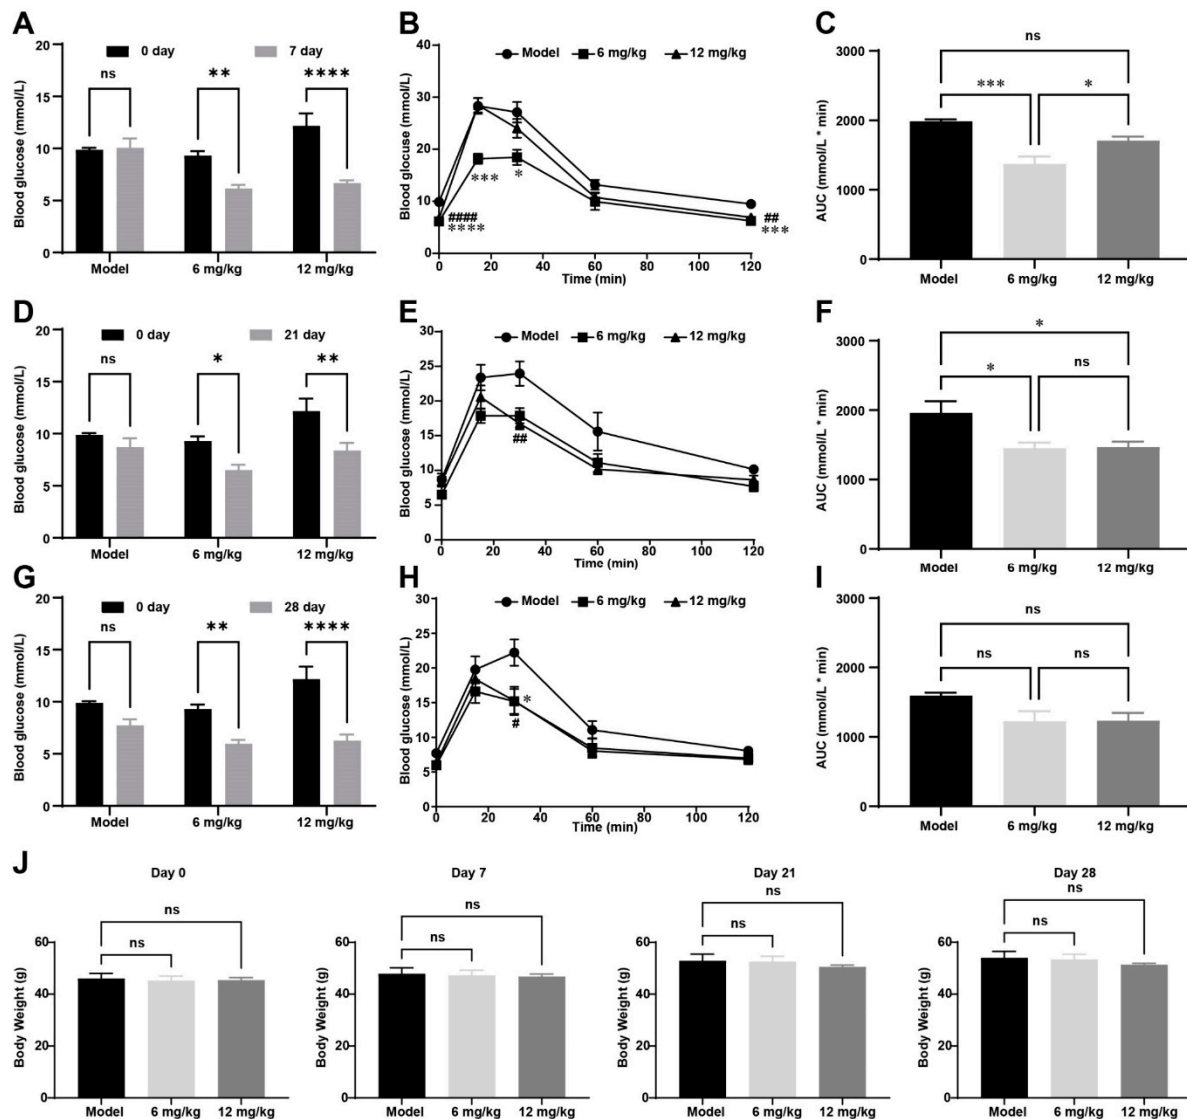 A
0 day 7 day
Blood glucose (mmol/L)
20
15
10
5
0
ns ** ****
Model 6 mg/kg 12 mg/kg
B
Model 6 mg/kg 12 mg/kg
Blood glocuse (mmol/L)
40
30
20
10
0
*** *
#### ##
**** ***
0 20 40 60 80 100 120
Time (min)
C
AUC (mmol/L * min)
3000
2000
1000
0
ns
*** *
Model 6 mg/kg 12 mg/kg
D
0 day 21 day
Blood glucose (mmol/L)
20
15
10
5
0
ns * **
Model 6 mg/kg 12 mg/kg
E
Model 6 mg/kg 12 mg/kg
Blood glucose (mmol/L)
30
25
20
15
10
5
0
##
0 20 40 60 80 100 120
Time (min)
F
AUC (mmol/L * min)
3000
2000
1000
0
*
* ns
Model 6 mg/kg 12 mg/kg
G
0 day 28 day
Blood glucose (mmol/L)
20
15
10
5
0
ns ** ****
Model 6 mg/kg 12 mg/kg
H
Model 6 mg/kg 12 mg/kg
Blood glucose (mmol/L)
30
25
20
15
10
5
0
*
#
0 20 40 60 80 100 120
Time (min)
I
AUC (mmol/L * min)
3000
2000
1000
0
ns
ns ns
Model 6 mg/kg 12 mg/kg
J
Day 0
Body Weight (g)
60
40
20
0
ns
ns
Model 6 mg/kg 12 mg/kg
Day 7
Body Weight (g)
60
40
20
0
ns
ns
Model 6 mg/kg 12 mg/kg
Day 21
Body Weight (g)
60
40
20
0
ns
ns
Model 6 mg/kg 12 mg/kg
Day 28
Body Weight (g)
60
40
20
0
ns
ns
Model 6 mg/kg 12 mg/kg